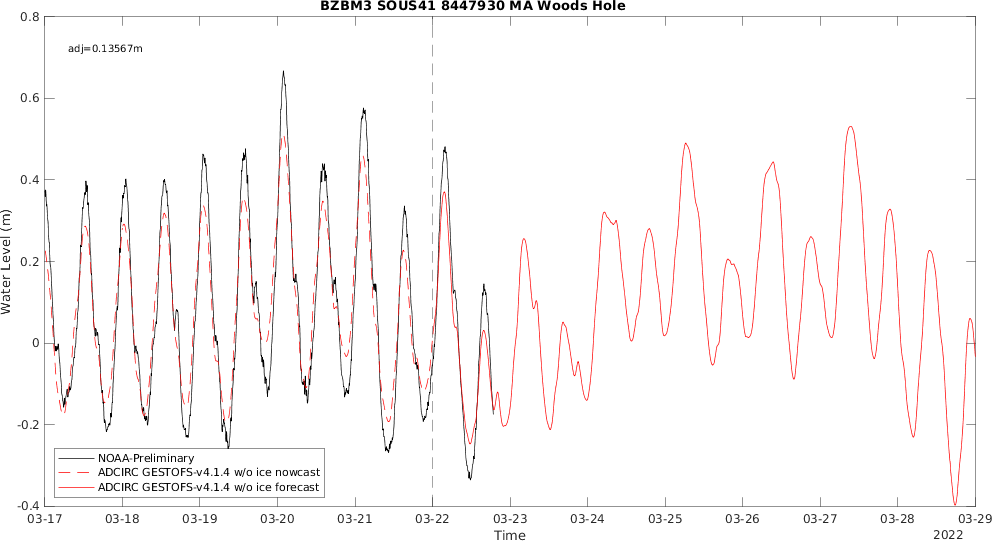 BZBM3 SOUS41 8447930 MA Woods Hole
adj=0.13567m
Water Level (m)
0.8
0.6
0.4
0.2
0
-0.2
-0.4
NOAA-Preliminary
ADCIRC GESTOFS-v4.1.4 w/o ice nowcast
ADCIRC GESTOFS-v4.1.4 w/o ice forecast
03-17 03-18 03-19 03-20 03-21 03-22 03-23 03-24 03-25 03-26 03-27 03-28 03-29
Time
2022